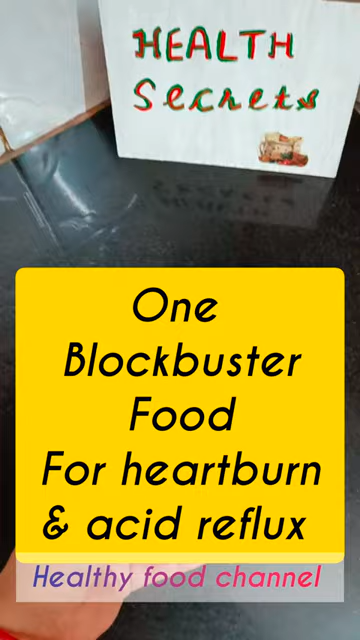 HEALTH
Secrets
One
Blockbuster
Food
For heartburn
& acid reflux
Healthy food channel